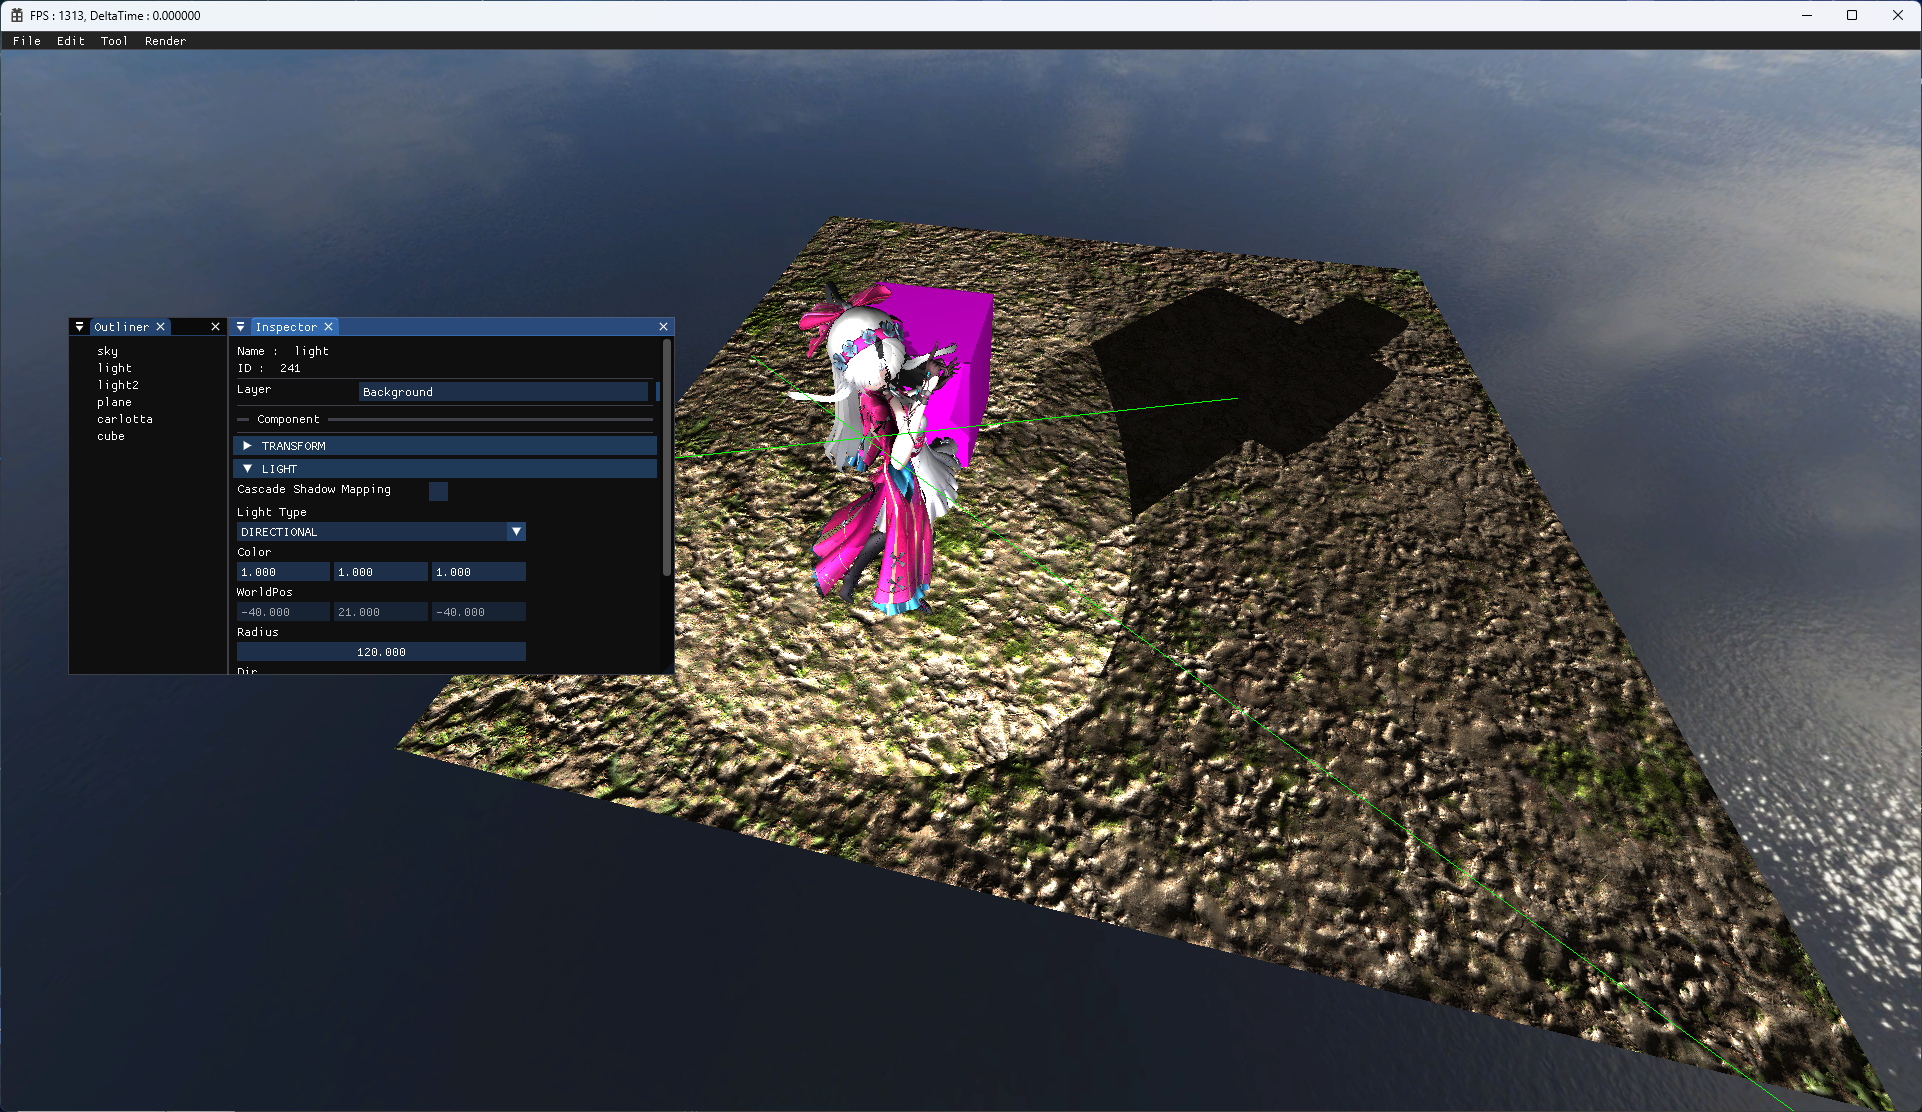 FPS : 1313, DeltaTime : 0.000000
File Edit Tool Render
Outliner
sky
light
light2
plane
carlotta
cube
Inspector
Name : light
ID : 241
Layer Background
Component
TRANSFORM
LIGHT
Cascade Shadow Mapping
Light Type
DIRECTIONAL
Color
1.000 1.000 1.000
WorldPos
-40.000 21.000 -40.000
Radius
120.000
Dir